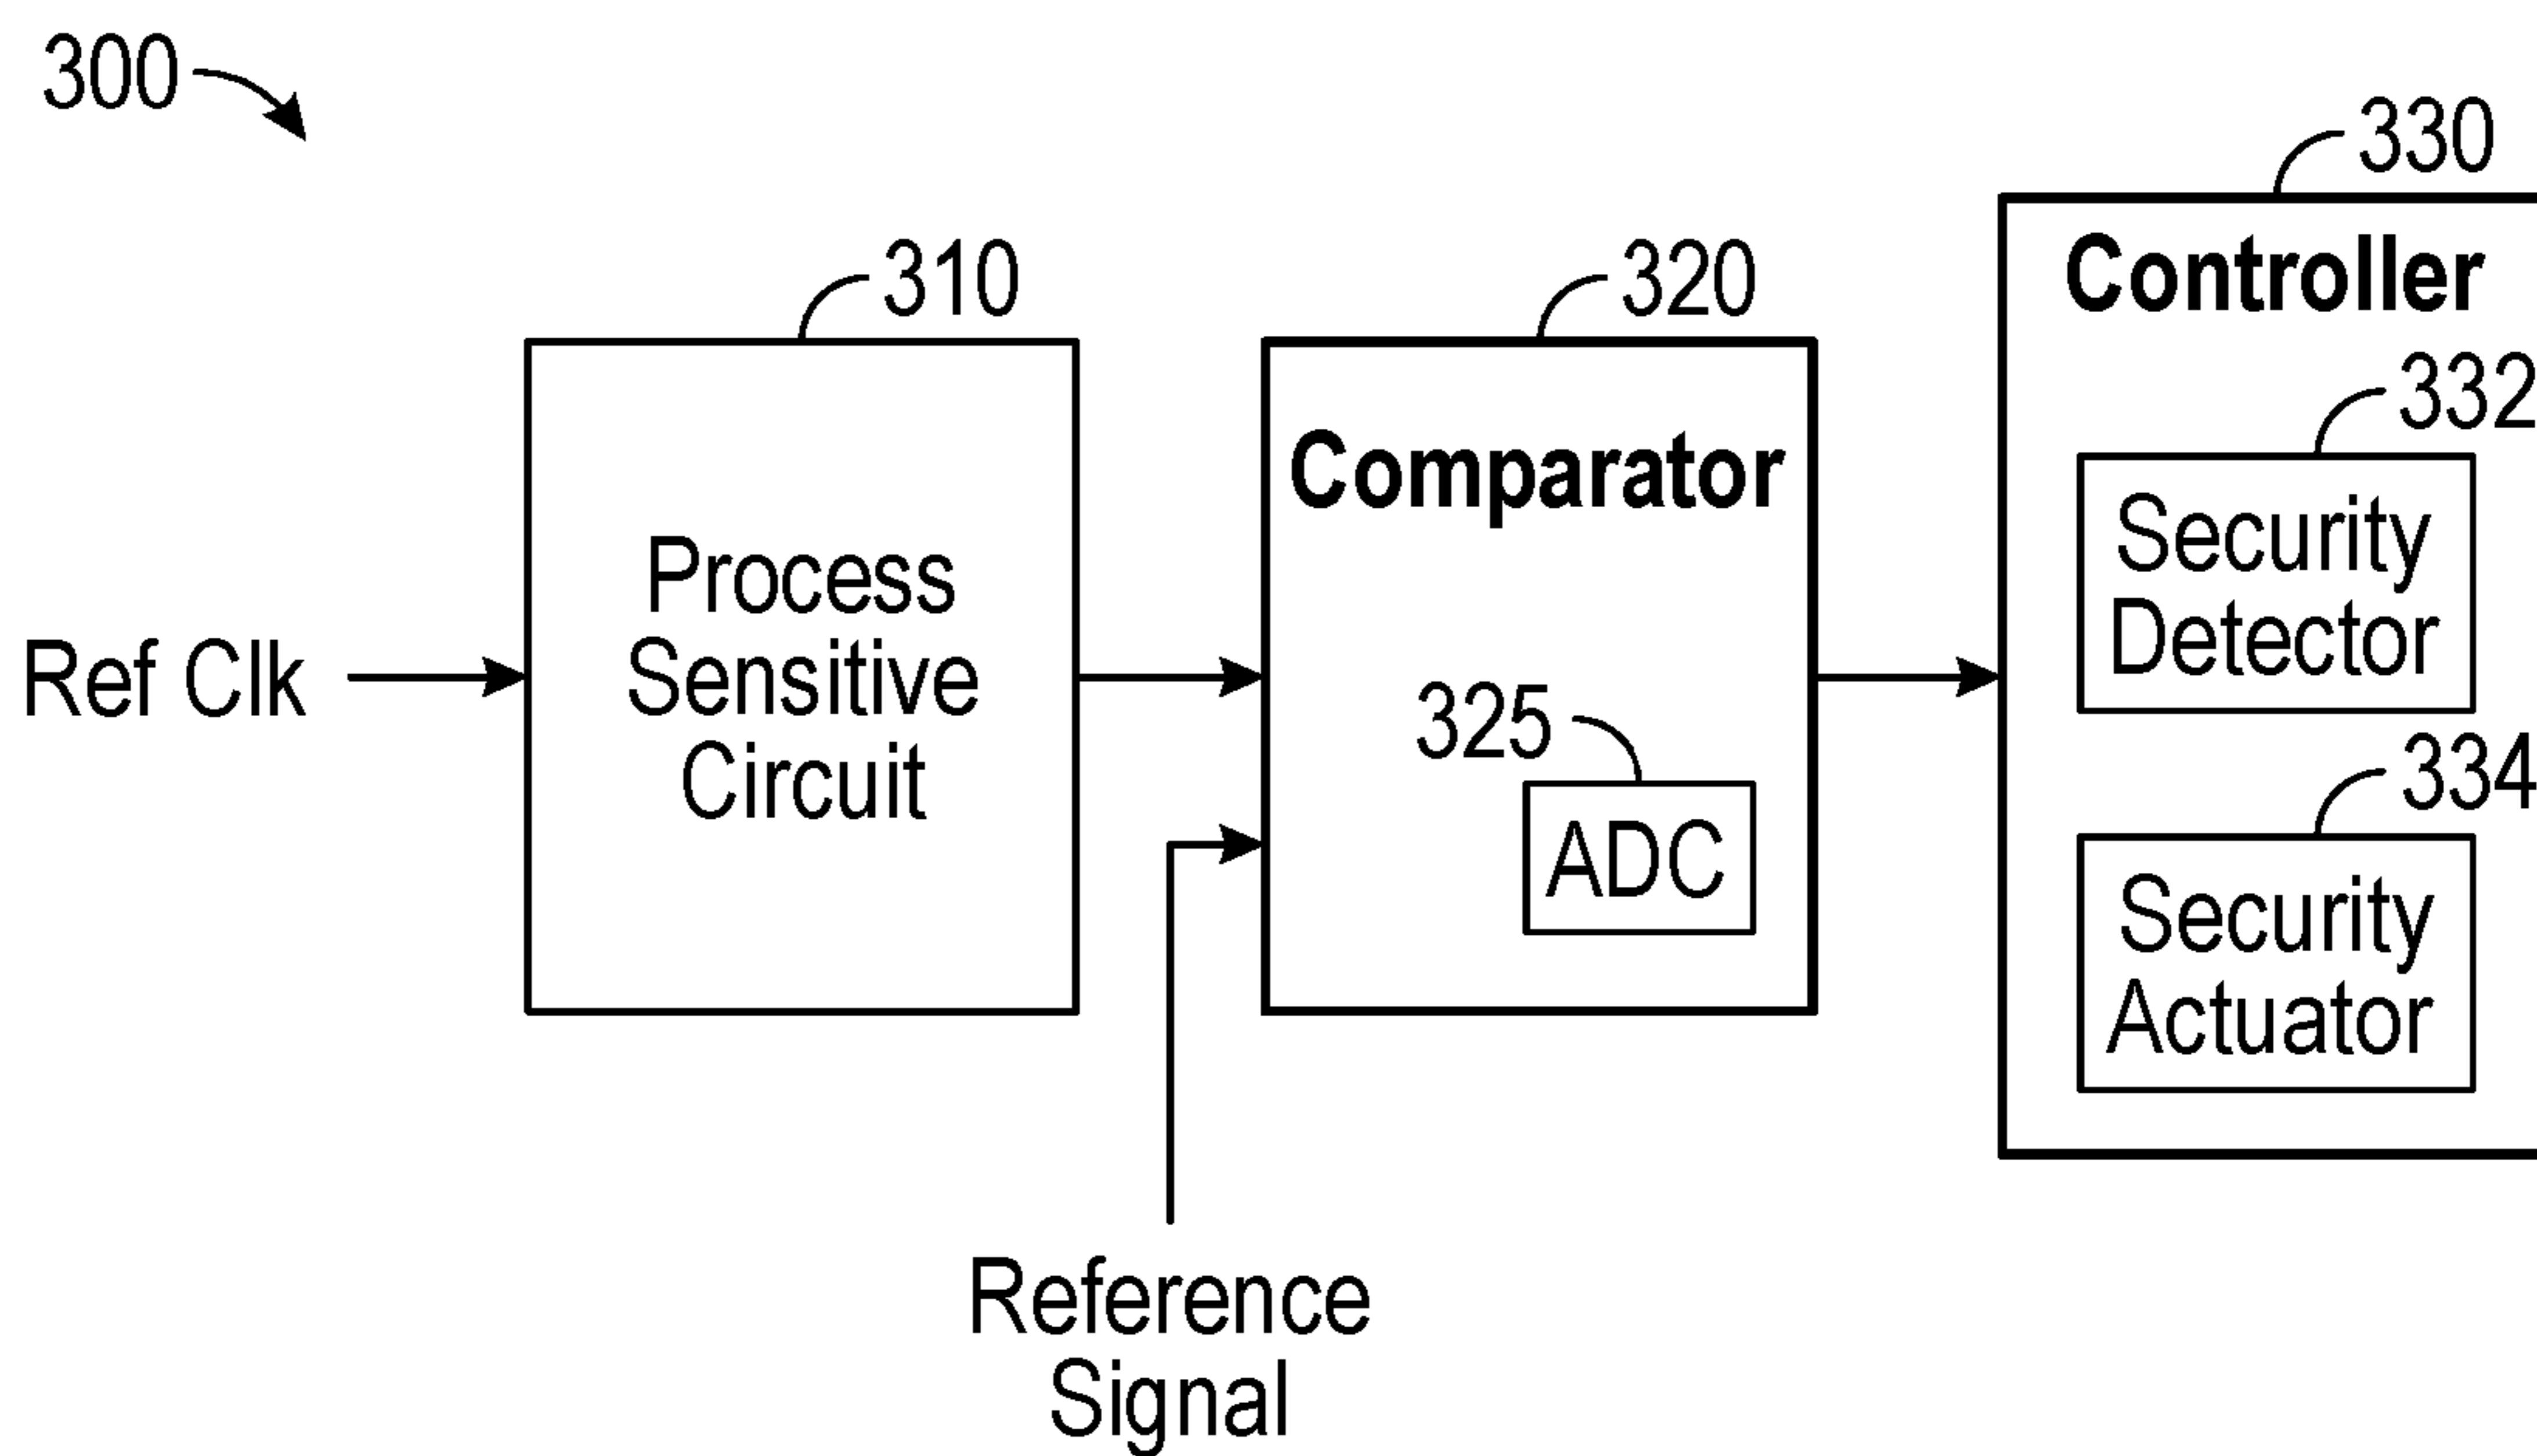 300
330
Controller
310
320
332
Comparator
Security
Detector
Process
Sensitive
Circuit
Ref Clk
325
334
ADC
Security
Actuator
Reference
Signal